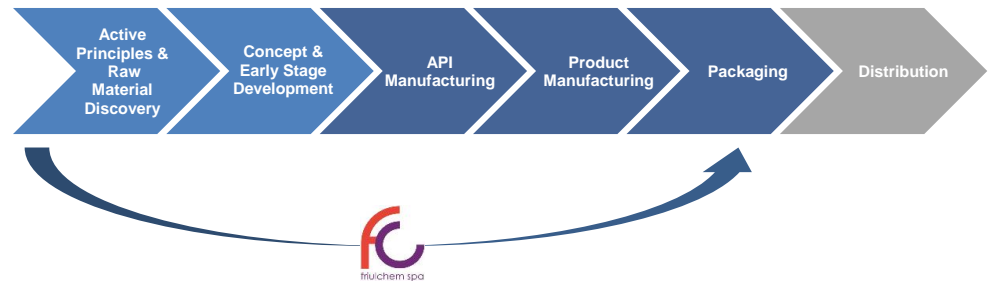 Active
Principles &
Raw
Material
Discovery
Concept &
Early Stage
Development
API
Manufacturing
Product
Manufacturing
Packaging
Distribution
fc
friulchem spa